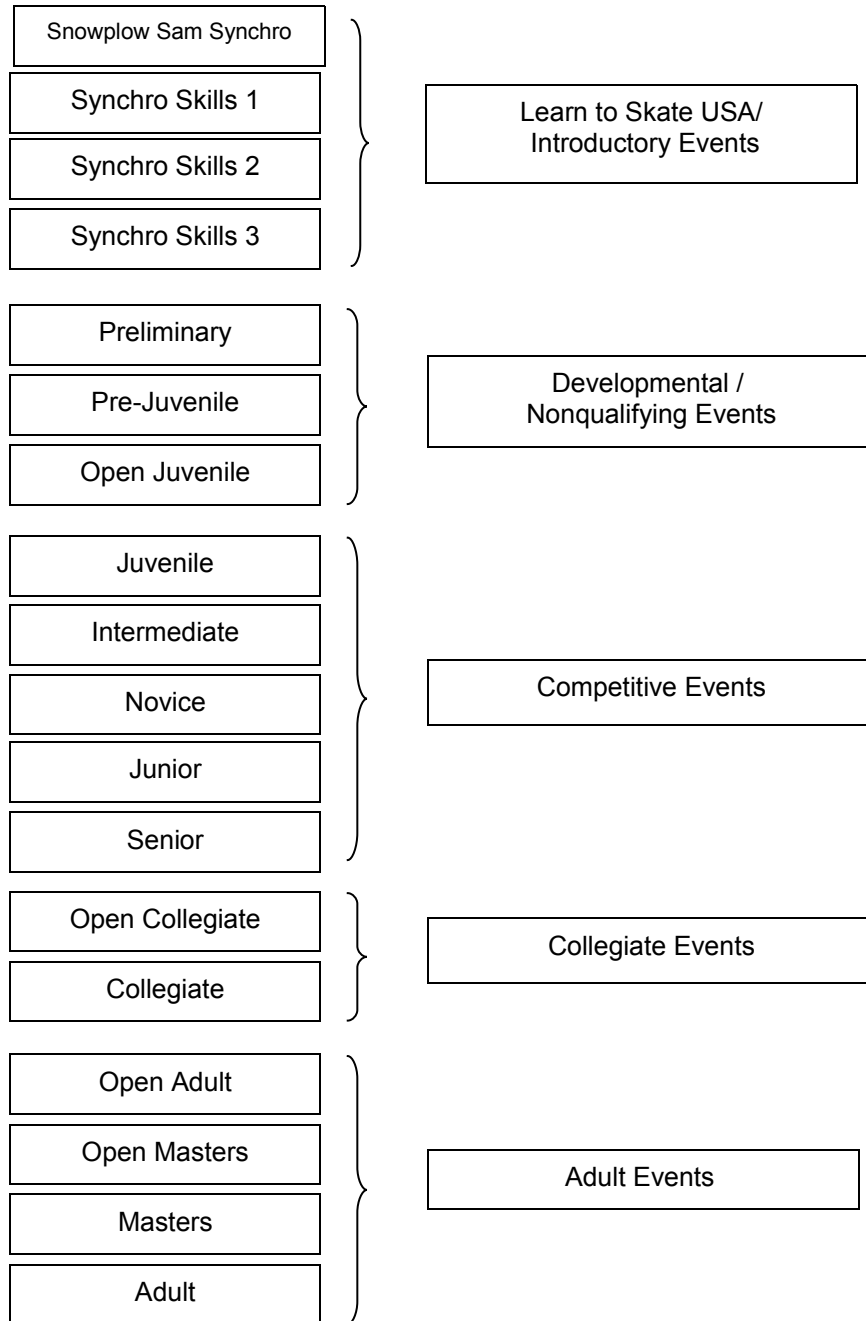 Snowplow Sam Synchro
Synchro Skills 1
Synchro Skills 2
Synchro Skills 3
Learn to Skate USA/
Introductory Events
Preliminary
Pre-Juvenile
Open Juvenile
Developmental /
Nonqualifying Events
Juvenile
Intermediate
Novice
Junior
Senior
Competitive Events
Open Collegiate
Collegiate
Collegiate Events
Open Adult
Open Masters
Masters
Adult
Adult Events